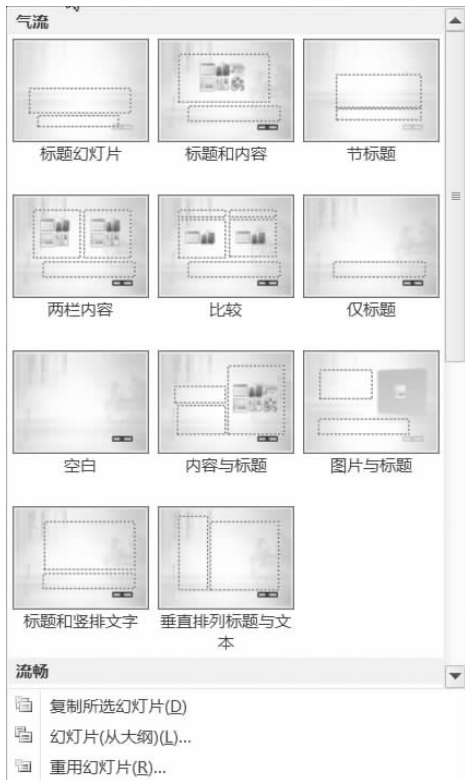 气流
标题幻灯片
标题和内容
节标题
两栏内容
比较
仅标题
空白
内容与标题
图片与标题
标题和竖排文字
垂直排列标题与文
本
流畅
复制所选幻灯片(D)
幻灯片(从大纲)(L)...
重用幻灯片(R)...